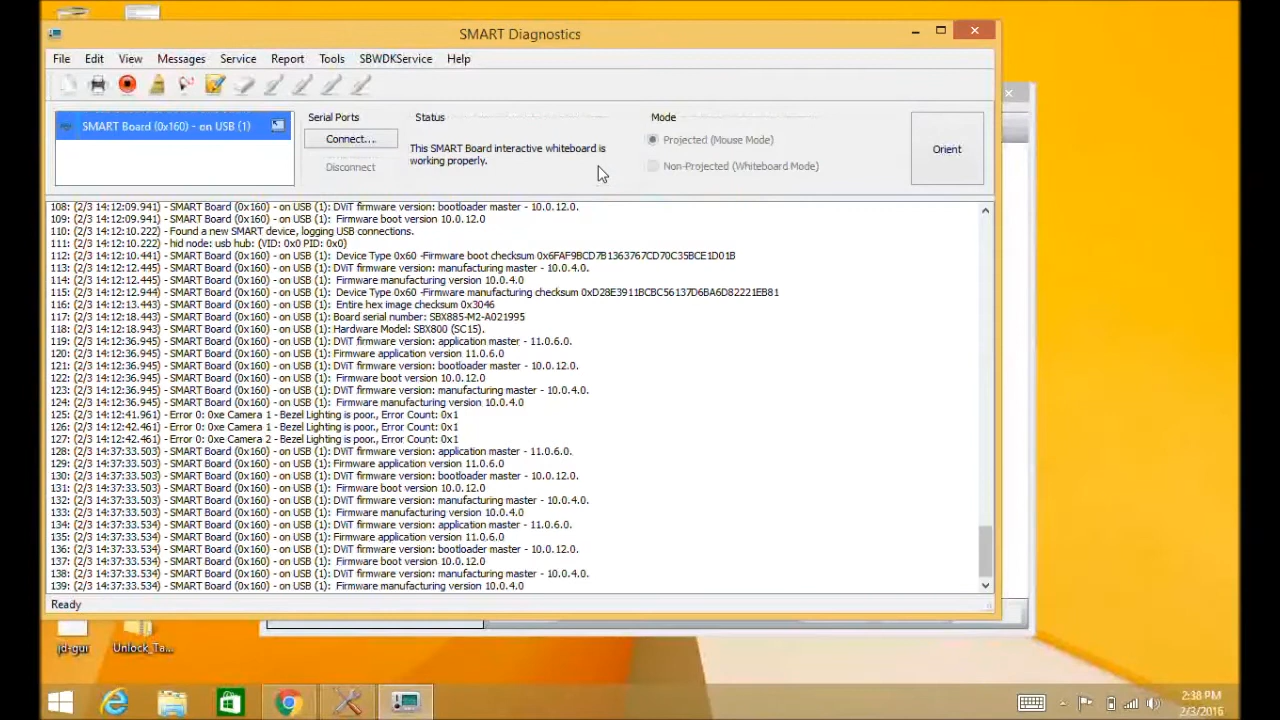 SMART Diagnostics
File Edit View Messages Service Report Tools SBWDKService Help
SMART Board (0x160) - on USB (1)
Serial Ports
Connect...
Disconnect
Status
This SMART Board interactive whiteboard is
working properly.
Mode
Projected (Mouse Mode)
Non-Projected (Whiteboard Mode)
Orient
108: (2/3 14:12:09.941) - SMART Board (0x160) - on USB (1): DViT firmware version: bootloader master - 10.0.12.0.
109: (2/3 14:12:09.941) - SMART Board (0x160) - on USB (1):  Firmware boot version 10.0.12.0
110: (2/3 14:12:10.222) - Found a new SMART device, logging USB connections.
111: (2/3 14:12:10.222) - hid node: usb hub: (VID: 0x0 PID: 0x0)
112: (2/3 14:12:10.441) - SMART Board (0x160) - on USB (1):  Device Type 0x60 -Firmware boot checksum 0x6FAF9BCD7B1363767CD70C35BCE1D01B
113: (2/3 14:12:12.445) - SMART Board (0x160) - on USB (1): DViT firmware version: manufacturing master - 10.0.4.0.
114: (2/3 14:12:12.445) - SMART Board (0x160) - on USB (1):  Firmware manufacturing version 10.0.4.0
115: (2/3 14:12:12.944) - SMART Board (0x160) - on USB (1):  Device Type 0x60 -Firmware manufacturing checksum 0xD28E3911BCBC56137D6BA6D82221EB81
116: (2/3 14:12:13.443) - SMART Board (0x160) - on USB (1):  Entire hex image checksum 0x3046
117: (2/3 14:12:18.443) - SMART Board (0x160) - on USB (1): Board serial number: SBX885-M2-A021995
118: (2/3 14:12:18.943) - SMART Board (0x160) - on USB (1): Hardware Model: SBX800 (SC15).
119: (2/3 14:12:36.945) - SMART Board (0x160) - on USB (1): DViT firmware version: application master - 11.0.6.0.
120: (2/3 14:12:36.945) - SMART Board (0x160) - on USB (1): Firmware application version 11.0.6.0
121: (2/3 14:12:36.945) - SMART Board (0x160) - on USB (1): DViT firmware version: bootloader master - 10.0.12.0.
122: (2/3 14:12:36.945) - SMART Board (0x160) - on USB (1):  Firmware boot version 10.0.12.0
123: (2/3 14:12:36.945) - SMART Board (0x160) - on USB (1): DViT firmware version: manufacturing master - 10.0.4.0.
124: (2/3 14:12:36.945) - SMART Board (0x160) - on USB (1):  Firmware manufacturing version 10.0.4.0
125: (2/3 14:12:41.961) - Error 0: 0xe Camera 1 - Bezel Lighting is poor., Error Count: 0x1
126: (2/3 14:12:42.461) - Error 0: 0xe Camera 1 - Bezel Lighting is poor., Error Count: 0x1
127: (2/3 14:12:42.461) - Error 0: 0xe Camera 2 - Bezel Lighting is poor., Error Count: 0x1
128: (2/3 14:37:33.503) - SMART Board (0x160) - on USB (1): DViT firmware version: application master - 11.0.6.0.
129: (2/3 14:37:33.503) - SMART Board (0x160) - on USB (1): Firmware application version 11.0.6.0
130: (2/3 14:37:33.503) - SMART Board (0x160) - on USB (1): DViT firmware version: bootloader master - 10.0.12.0.
131: (2/3 14:37:33.503) - SMART Board (0x160) - on USB (1):  Firmware boot version 10.0.12.0
132: (2/3 14:37:33.503) - SMART Board (0x160) - on USB (1): DViT firmware version: manufacturing master - 10.0.4.0.
133: (2/3 14:37:33.503) - SMART Board (0x160) - on USB (1):  Firmware manufacturing version 10.0.4.0
134: (2/3 14:37:33.534) - SMART Board (0x160) - on USB (1): DViT firmware version: application master - 11.0.6.0.
135: (2/3 14:37:33.534) - SMART Board (0x160) - on USB (1): Firmware application version 11.0.6.0
136: (2/3 14:37:33.534) - SMART Board (0x160) - on USB (1): DViT firmware version: bootloader master - 10.0.12.0.
137: (2/3 14:37:33.534) - SMART Board (0x160) - on USB (1):  Firmware boot version 10.0.12.0
138: (2/3 14:37:33.534) - SMART Board (0x160) - on USB (1): DViT firmware version: manufacturing master - 10.0.4.0.
139: (2/3 14:37:33.534) - SMART Board (0x160) - on USB (1):  Firmware manufacturing version 10.0.4.0
Ready
jd-gui Unlock_Ta...
2:38 PM
2/3/2016